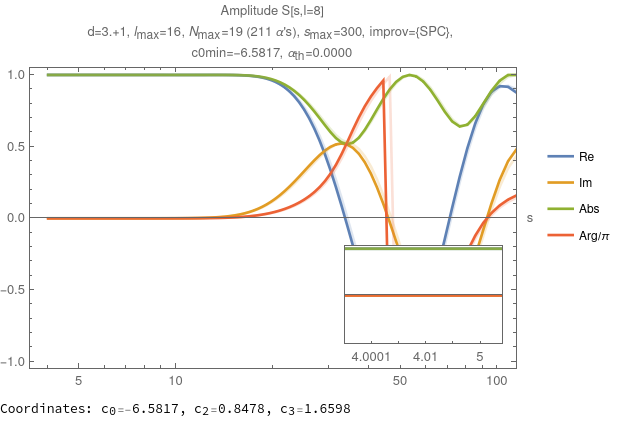 Amplitude S[s,l=8]
d=3.+1, lmax=16, Nmax=19 (211 α's), smax=300, improv={SPC},
c0min=-6.5817, αth=0.0000
1.0
0.5
0.0
-0.5
-1.0
s
Re
Im
Abs
Arg/π
4.0001 4.01 5
5 10 50 100
Coordinates: c0=-6.5817, c2=0.8478, c3=1.6598